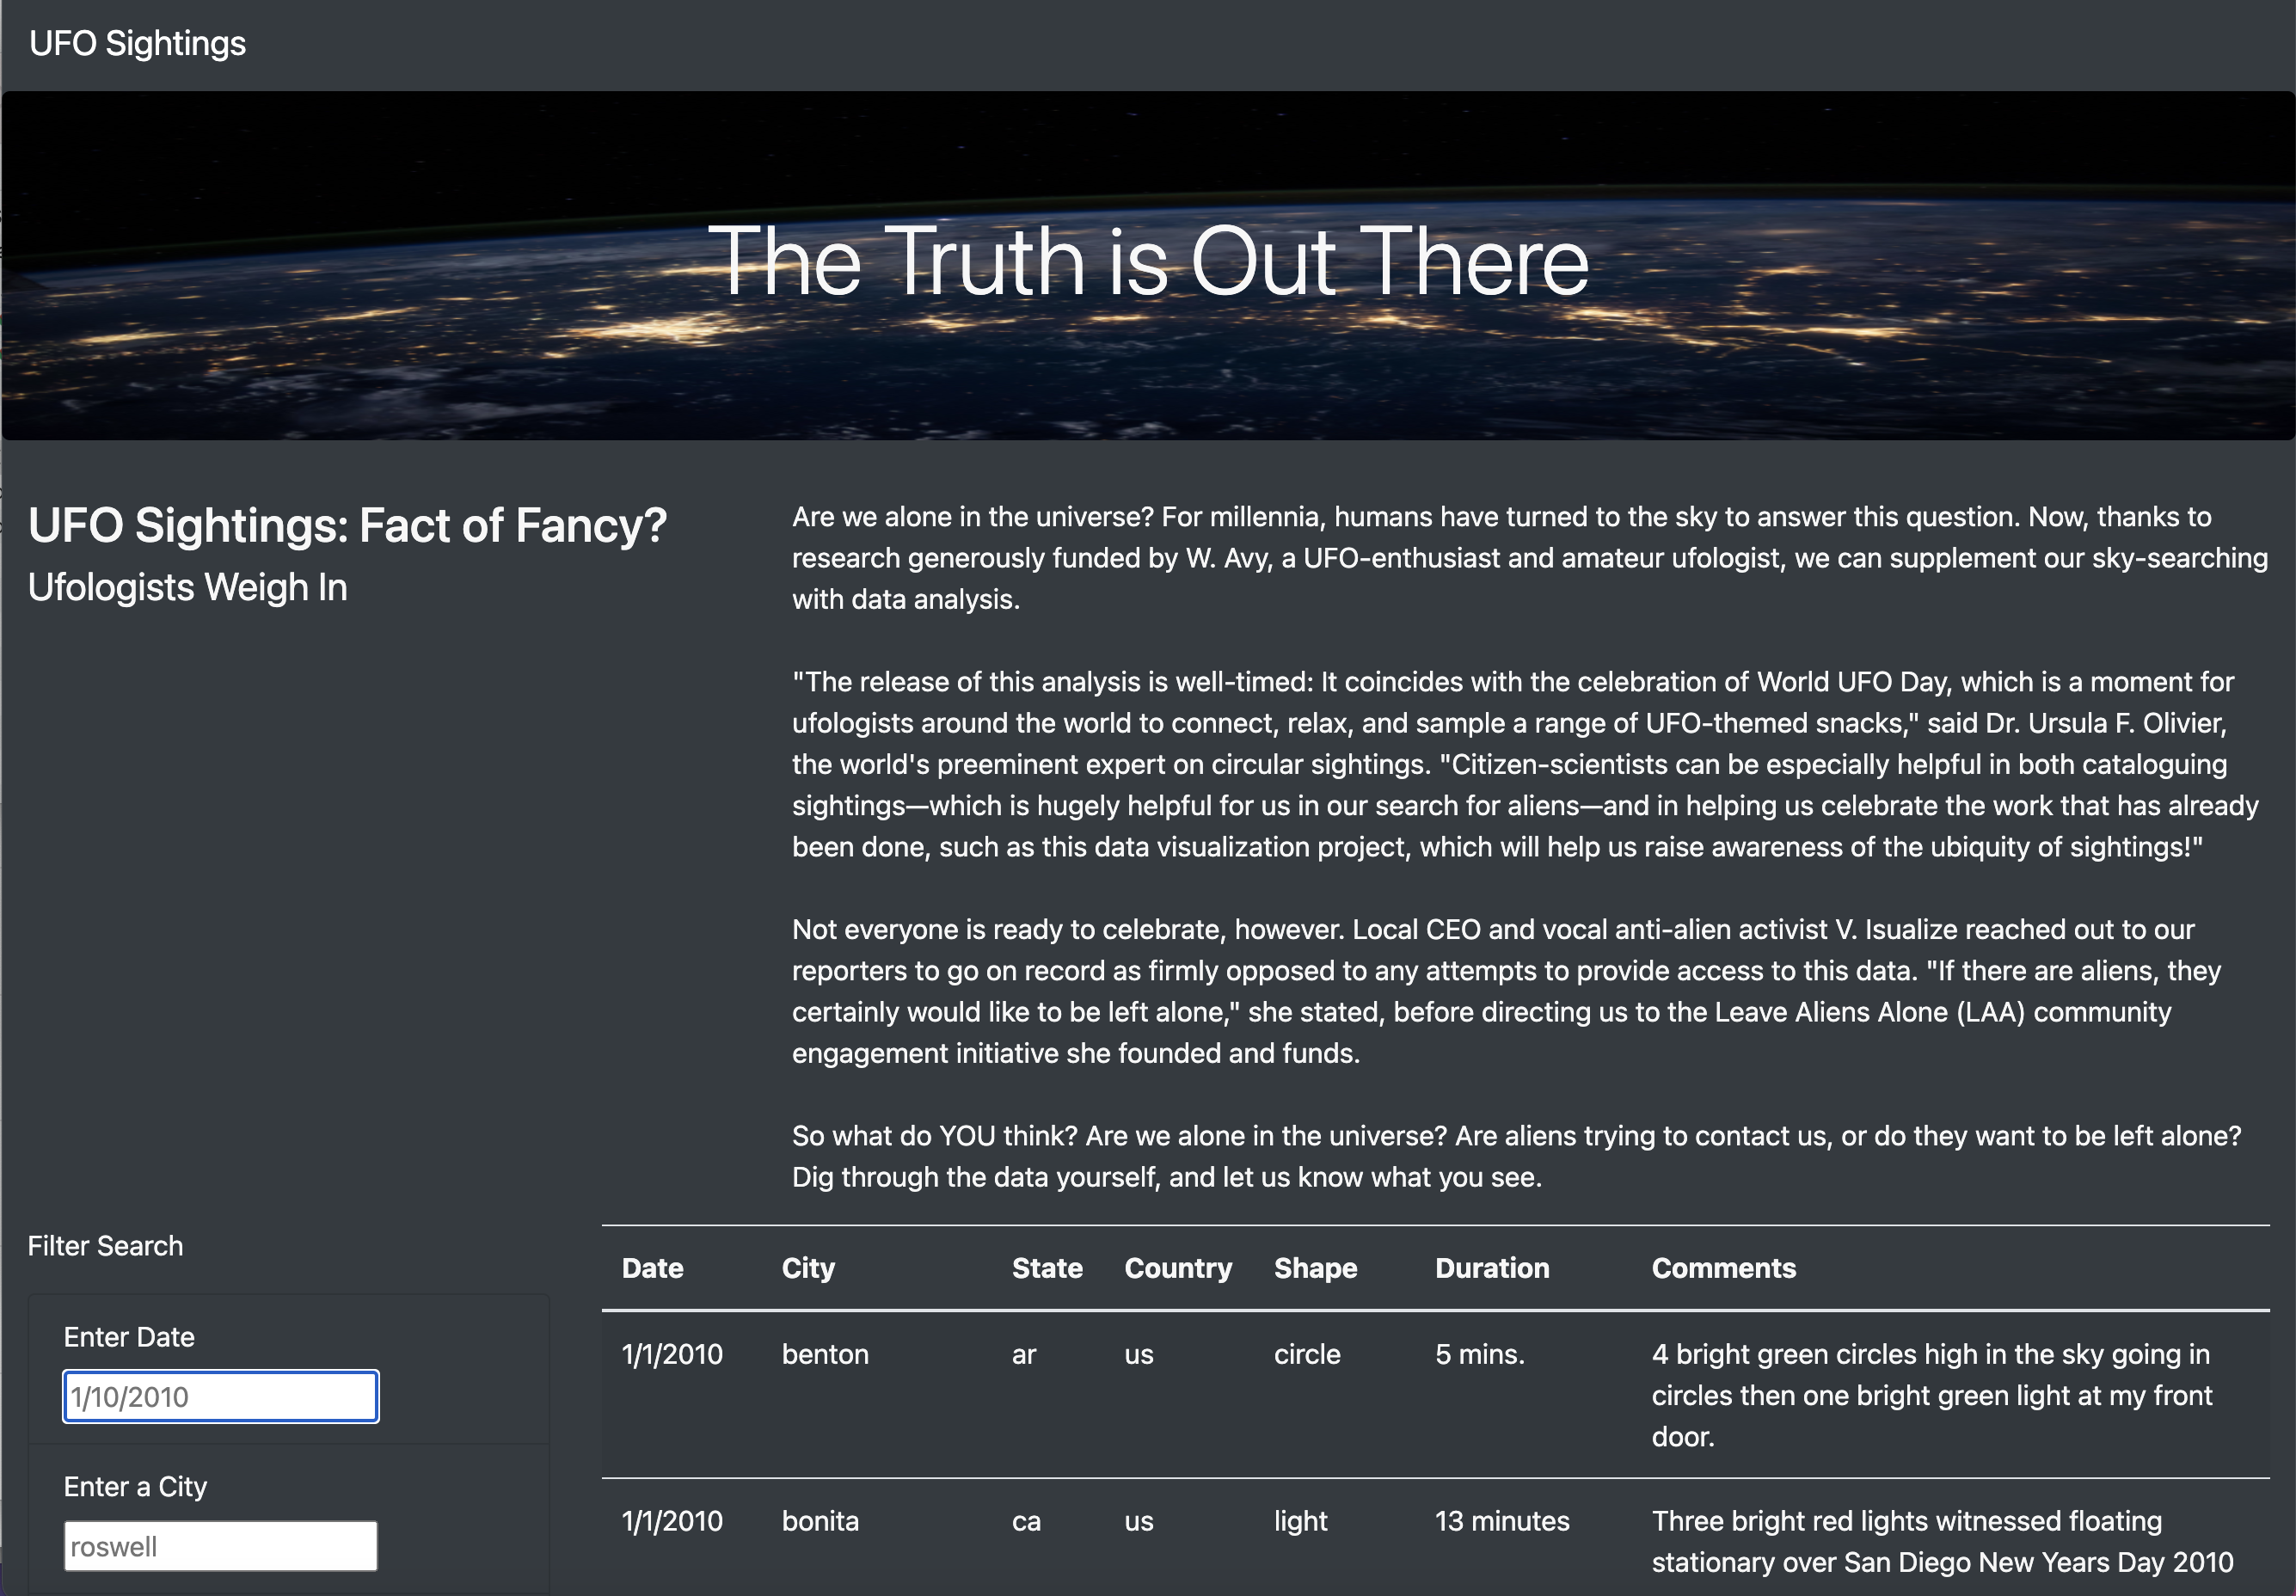 UFO Sightings
The Truth is Out There
UFO Sightings: Fact of Fancy?
Ufologists Weigh In
Are we alone in the universe? For millennia, humans have turned to the sky to answer this question. Now, thanks to
research generously funded by W. Avy, a UFO-enthusiast and amateur ufologist, we can supplement our sky-searching
with data analysis.
"The release of this analysis is well-timed: It coincides with the celebration of World UFO Day, which is a moment for
ufologists around the world to connect, relax, and sample a range of UFO-themed snacks," said Dr. Ursula F. Olivier,
the world's preeminent expert on circular sightings. "Citizen-scientists can be especially helpful in both cataloguing
sightings—which is hugely helpful for us in our search for aliens—and in helping us celebrate the work that has already
been done, such as this data visualization project, which will help us raise awareness of the ubiquity of sightings!"
Not everyone is ready to celebrate, however. Local CEO and vocal anti-alien activist V. Isualize reached out to our
reporters to go on record as firmly opposed to any attempts to provide access to this data. "If there are aliens, they
certainly would like to be left alone," she stated, before directing us to the Leave Aliens Alone (LAA) community
engagement initiative she founded and funds.
So what do YOU think? Are we alone in the universe? Are aliens trying to contact us, or do they want to be left alone?
Dig through the data yourself, and let us know what you see.
Filter Search
Enter Date
1/10/2010
Enter a City
roswell
Date City State Country Shape Duration Comments
1/1/2010 benton ar us circle 5 mins. 4 bright green circles high in the sky going in
circles then one bright green light at my front
door.
1/1/2010 bonita ca us light 13 minutes Three bright red lights witnessed floating
stationary over San Diego New Years Day 2010